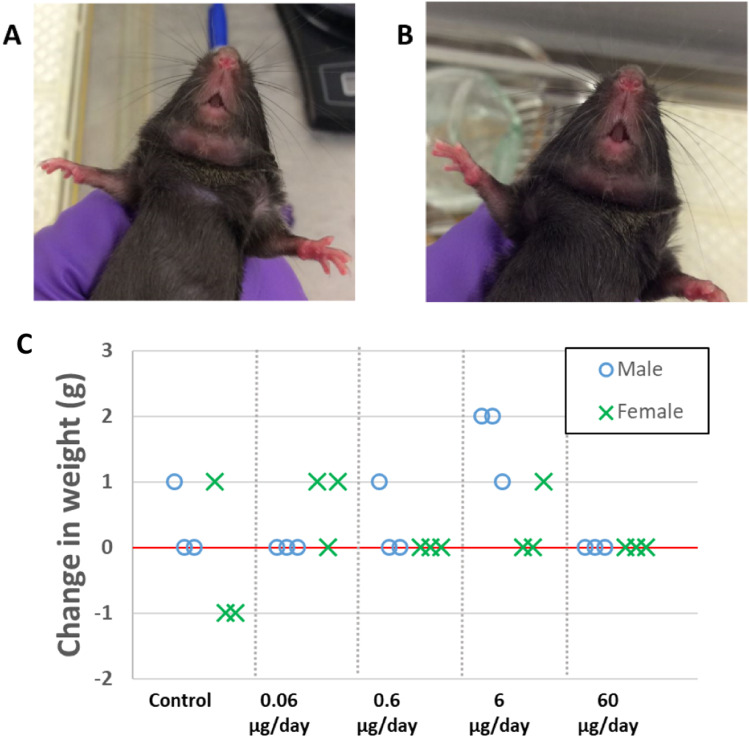 A
B
C
Change in weight (g)
3
2
1
0
-1
-2
Male
Female
Control
0.06
µg/day
0.6
µg/day
6
µg/day
60
µg/day